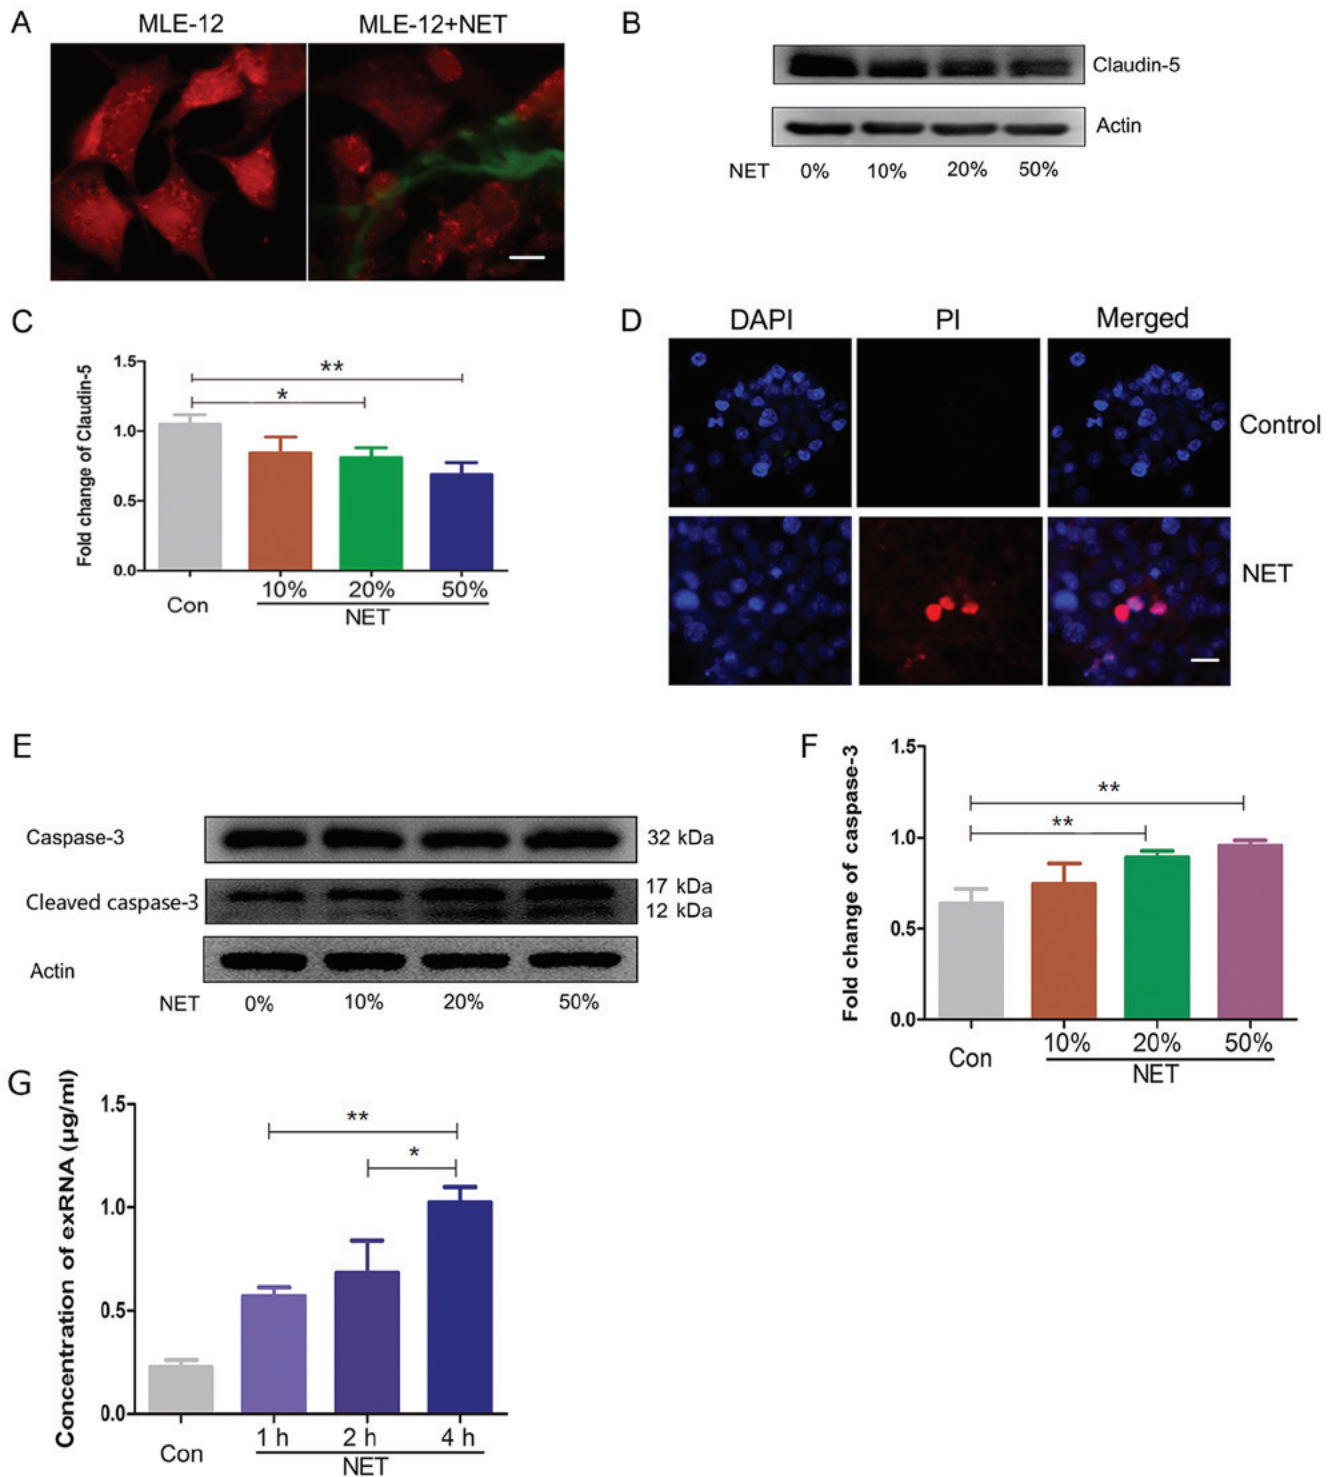 A
MLE-12
MLE-12+NET
B
Claudin-5
Actin
NET 0% 10% 20% 50%
C
Fold change of Claudin-5
1.5
1.0
0.5
0.0
**
*
Con
10% 20% 50%
NET
D
DAPI PI Merged
Control
NET
E
Caspase-3
32 kDa
Cleaved caspase-3
17 kDa
12 kDa
Actin
NET 0% 10% 20% 50%
F
Fold change of caspase-3
1.5
1.0
0.5
0.0
**
**
Con
10% 20% 50%
NET
G
Concentration of exRNA (µg/ml)
1.5
1.0
0.5
0.0
**
*
Con
1 h 2 h 4 h
NET